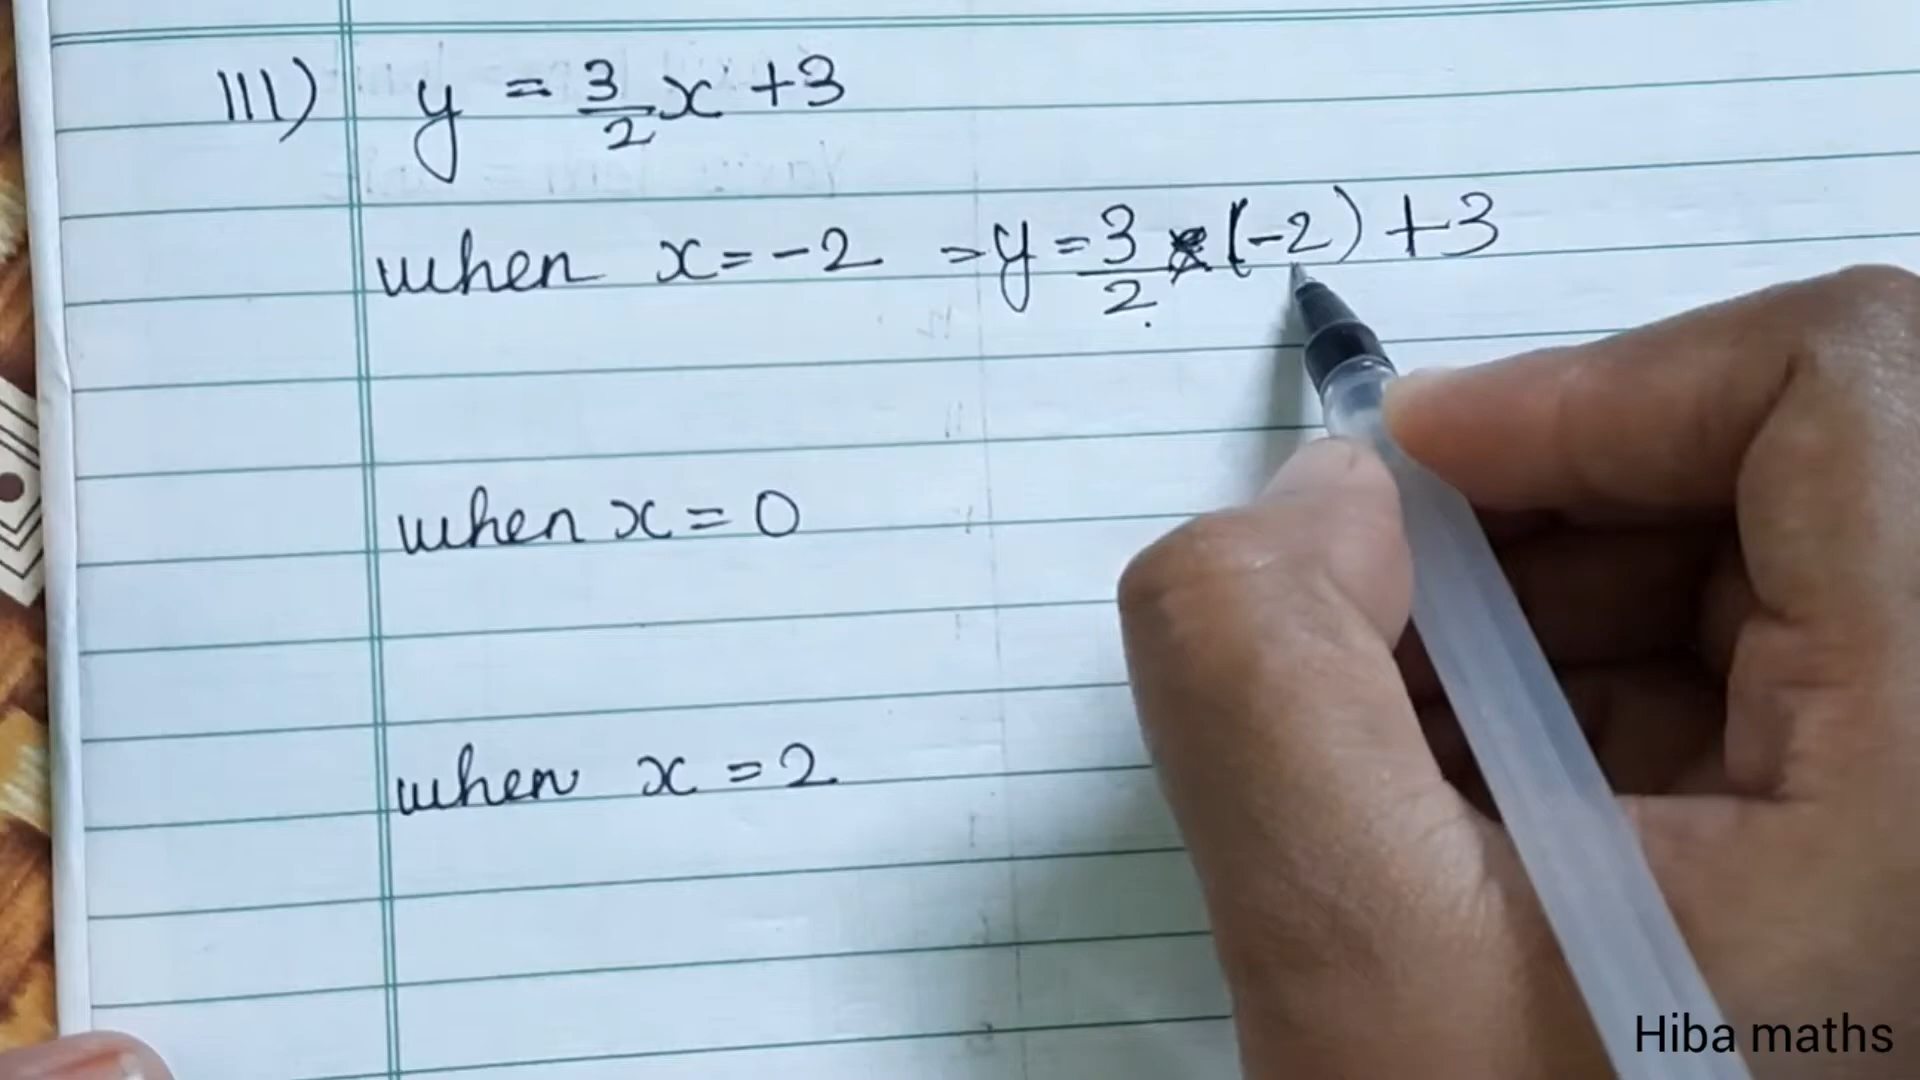 III) y = 3/2 x + 3
when x = -2 = y = 3/2 × (-2) + 3
when x = 0
when x = 2
Hiba maths